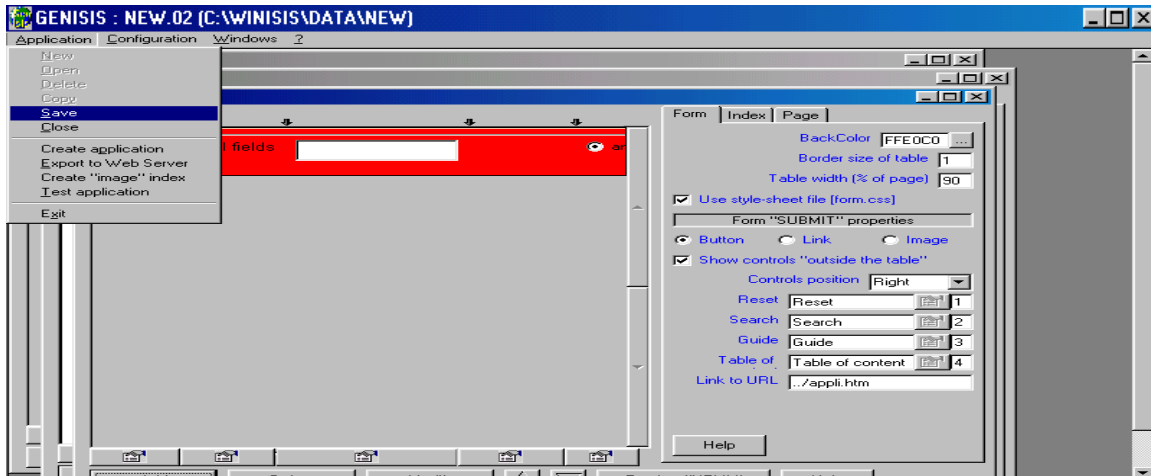 GENISIS : NEW.02 (C:\WINISIS\DATA\NEW)
Application Configuration Windows ?
New
Open
Delete
Copy
Save
Close
Create application
Export to Web Server
Create "image" index
Test application
Exit
fields
Form Index Page
BackColor FFE0C0 ...
Border size of table 1
Table width (% of page) 90
Use style-sheet file [form.css]
Form "SUBMIT" properties
Button Link Image
Show controls "outside the table"
Controls position Right
Reset Reset 1
Search Search 2
Guide Guide 3
Table of Table of content 4
Link to URL ../appli.htm
Help